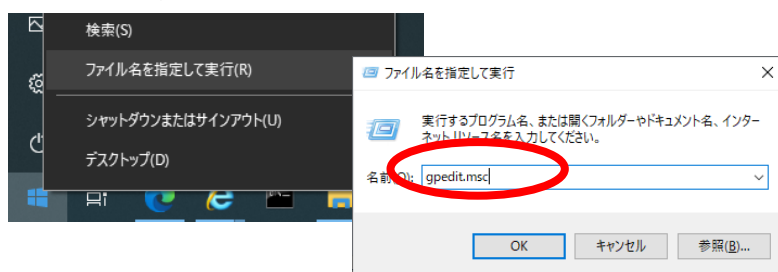 検索(S)
ファイル名を指定して実行(R)
シャットダウンまたはサインアウト(U)
デスクトップ(D)
ファイル名を指定して実行
実行するプログラム名、または開くフォルダーやドキュメント名、インター
ネット リソース名を入力してください。
名前(O): gpedit.msc
OK キャンセル 参照(B)...